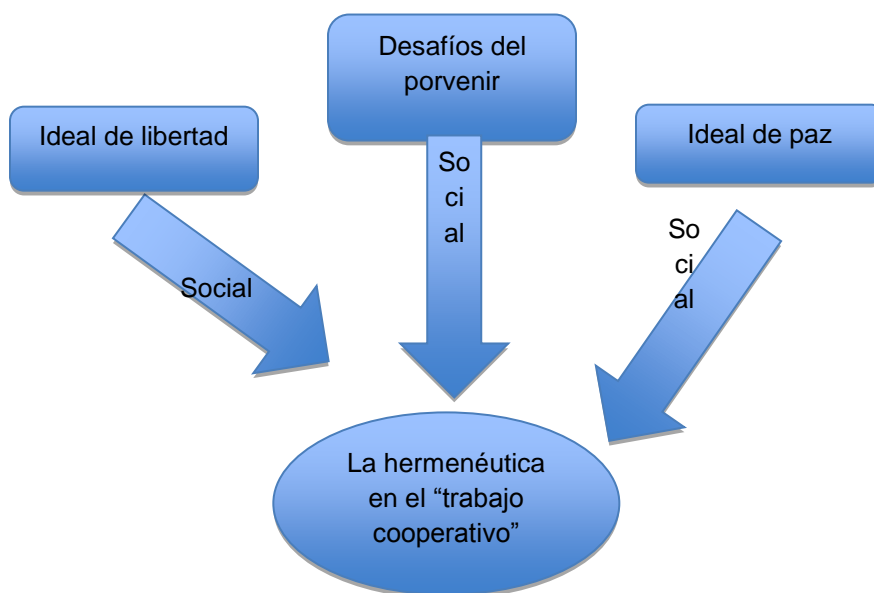 Desafíos del
porvenir
Ideal de libertad
Ideal de paz
So
ci
al
So
ci
al
Social
La hermenéutica
en el “trabajo
cooperativo”